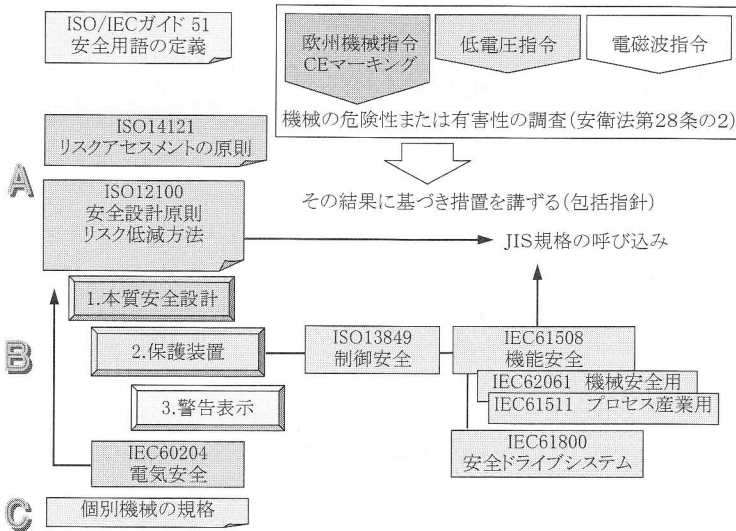 ISO/IECガイド 51
安全用語の定義
欧州機械指令
CEマーキング
低電圧指令
電磁波指令
機械の危険性または有害性の調査(安衛法第28条の2)
ISO14121
リスクアセスメントの原則
A
ISO12100
安全設計原則
リスク低減方法
その結果に基づき措置を講ずる(包括指針)
JIS規格の呼び込み
1.本質安全設計
B
2.保護装置
ISO13849
制御安全
IEC61508
機能安全
IEC62061 機械安全用
IEC61511 プロセス産業用
3.警告表示
IEC60204
電気安全
IEC61800
安全ドライブシステム
C
個別機械の規格